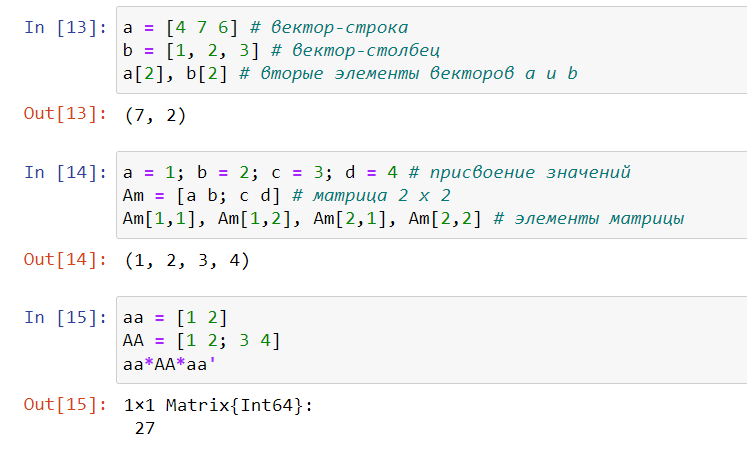 In [13]: a = [4 7 6] # вектор-строка
b = [1, 2, 3] # вектор-столбец
a[2], b[2] # вторые элементы векторов a и b
Out[13]: (7, 2)
In [14]: a = 1; b = 2; c = 3; d = 4 # присвоение значений
Am = [a b; c d] # матрица 2 x 2
Am[1,1], Am[1,2], Am[2,1], Am[2,2] # элементы матрицы
Out[14]: (1, 2, 3, 4)
In [15]: aa = [1 2]
AA = [1 2; 3 4]
aa*AA*aa'
Out[15]: 1×1 Matrix{Int64}:
27